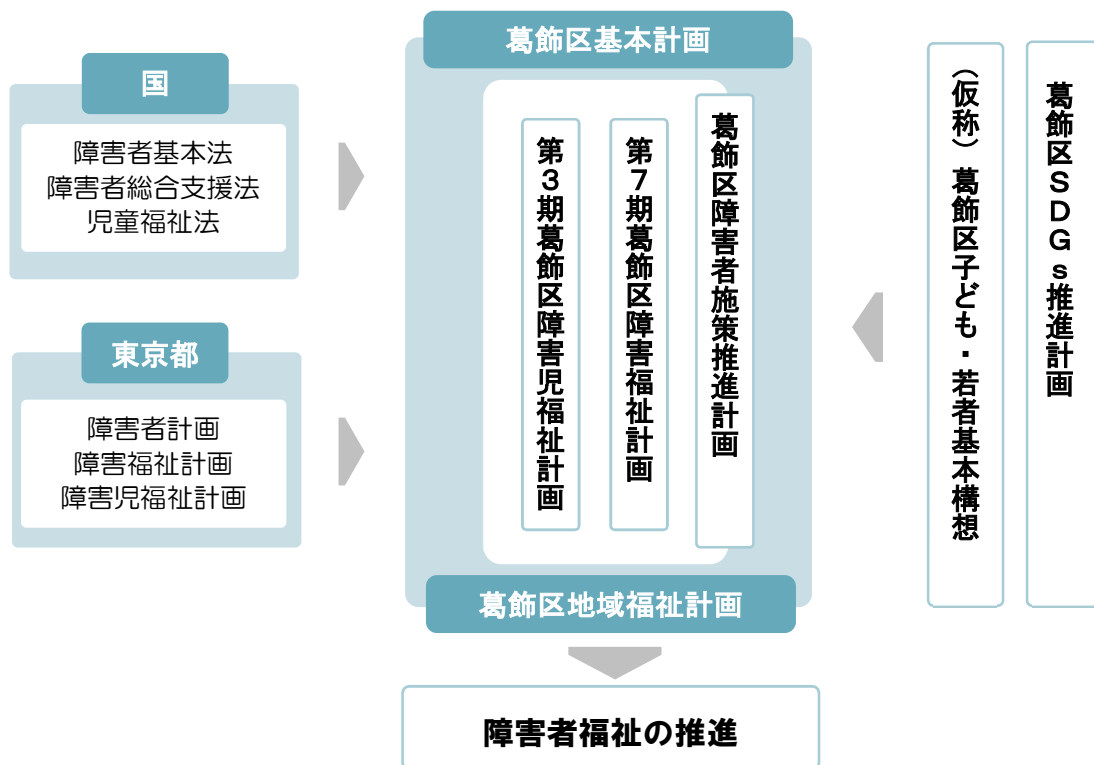 国
障害者基本法
障害者総合支援法
児童福祉法
東京都
障害者計画
障害福祉計画
障害児福祉計画
葛飾区基本計画
葛飾区障害者施策推進計画
第７期葛飾区障害福祉計画
第３期葛飾区障害児福祉計画
葛飾区地域福祉計画
葛飾区ＳＤＧｓ推進計画
（仮称）葛飾区子ども・若者基本構想
障害者福祉の推進